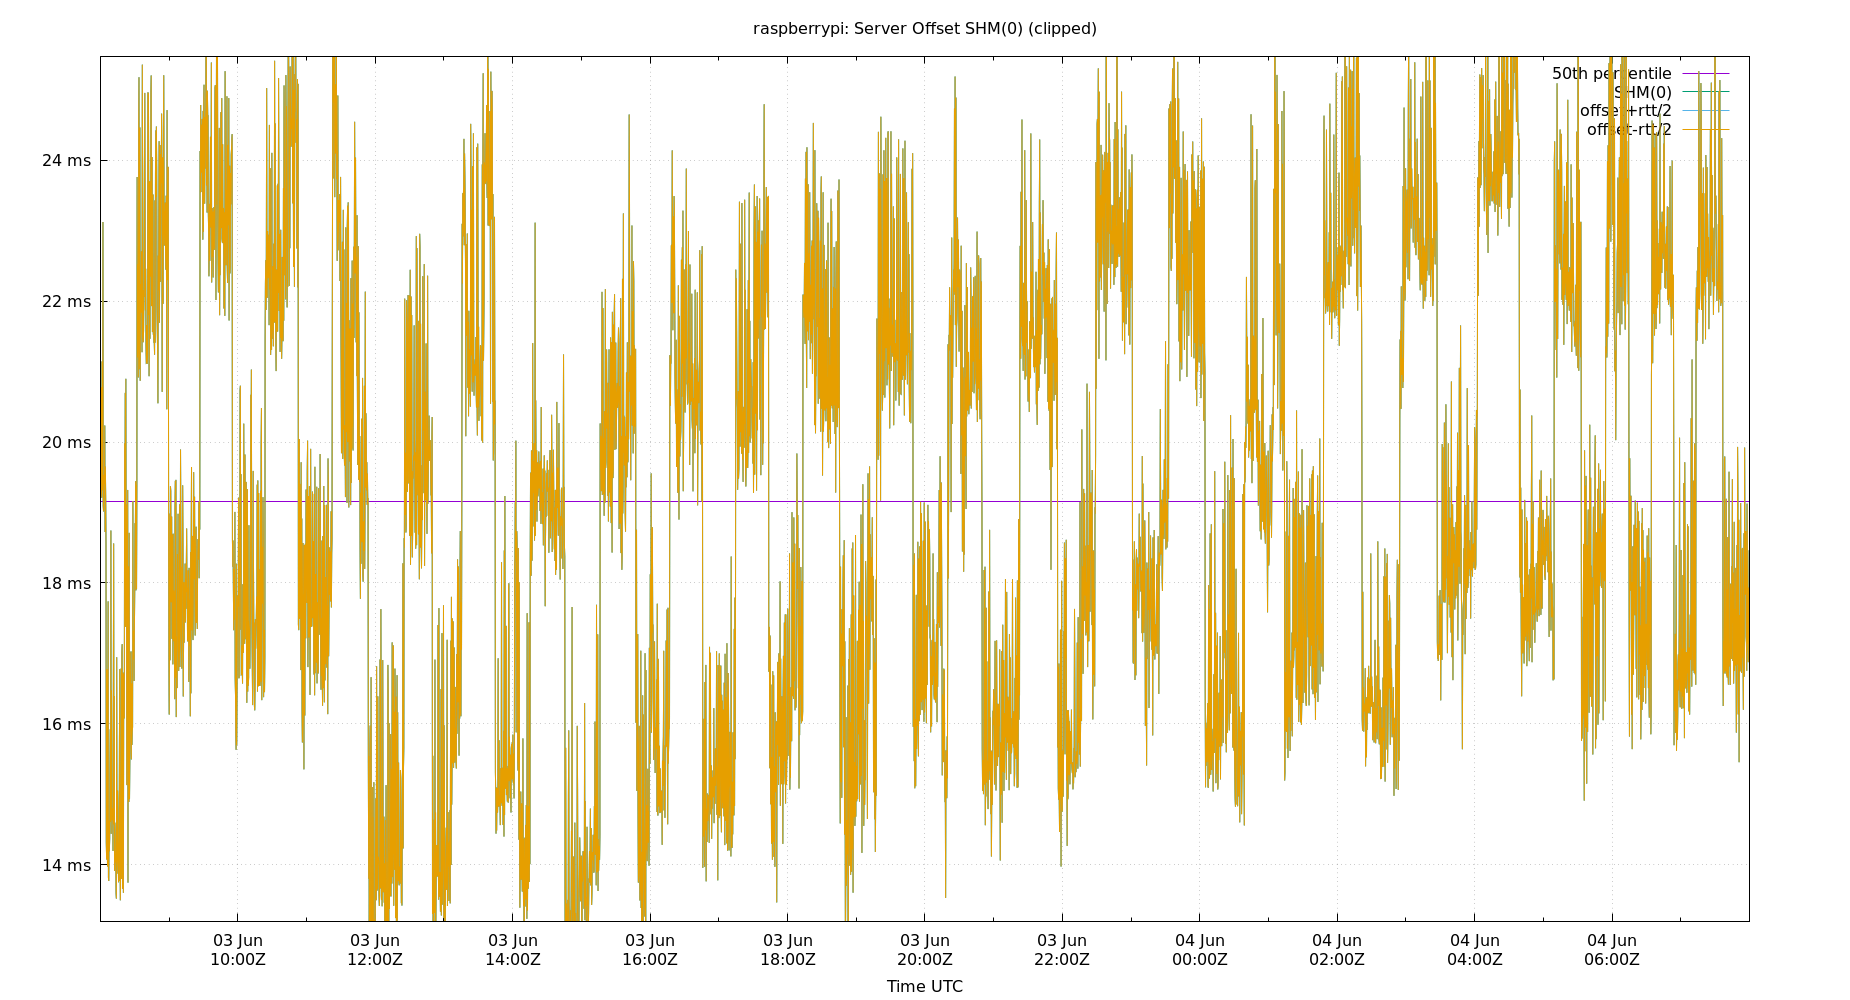 raspberrypi: Server Offset SHM(0) (clipped)
50th percentile
SHM(0)
offset+rtt/2
offset-rtt/2
24 ms
22 ms
20 ms
18 ms
16 ms
14 ms
03 Jun 03 Jun 03 Jun 03 Jun 03 Jun 03 Jun 03 Jun 04 Jun 04 Jun 04 Jun 04 Jun
10:00Z 12:00Z 14:00Z 16:00Z 18:00Z 20:00Z 22:00Z 00:00Z 02:00Z 04:00Z 06:00Z
Time UTC